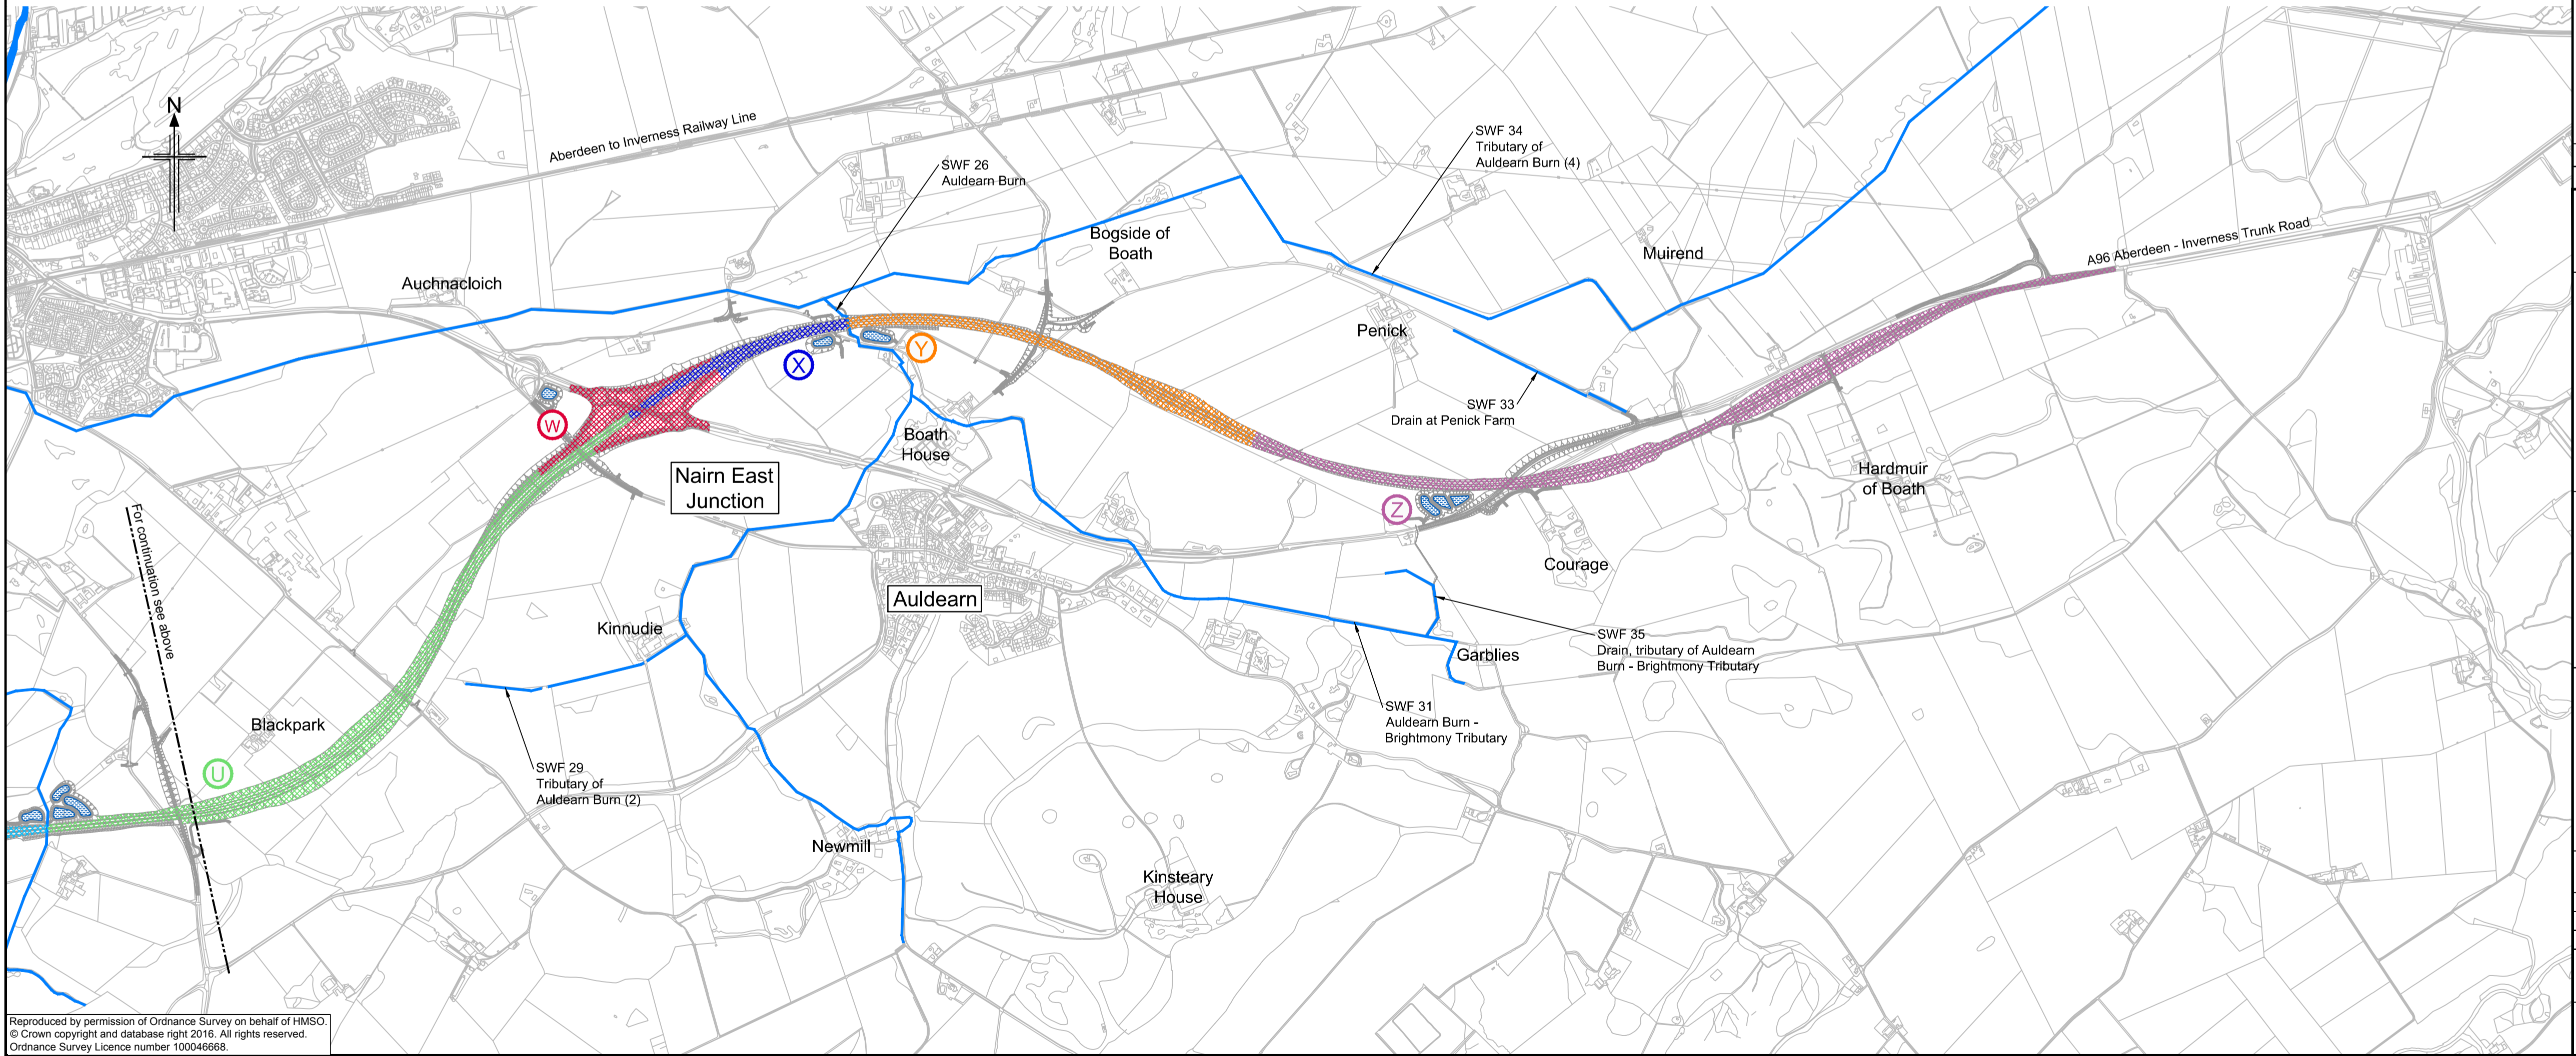 N
Aberdeen to Inverness Railway Line
SWF 26
Auldearn Burn
SWF 34
Tributary of
Auldearn Burn (4)
Bogside of
Boath
Muirend
A96 Aberdeen - Inverness Trunk Road
Auchnacloich
Penick
X
Y
W
SWF 33
Drain at Penick Farm
Boath
House
Nairn East
Junction
Hardmuir
of Boath
Z
For continuation see above
Courage
Auldearn
Kinnudie
SWF 35
Drain, tributary of Auldearn
Burn - Brightmony Tributary
Garblies
SWF 31
Auldearn Burn -
Brightmony Tributary
Blackpark
U
SWF 29
Tributary of
Auldearn Burn (2)
Newmill
Kinsteary
House
Reproduced by permission of Ordnance Survey on behalf of HMSO.
© Crown copyright and database right 2016. All rights reserved.
Ordnance Survey Licence number 100046668.